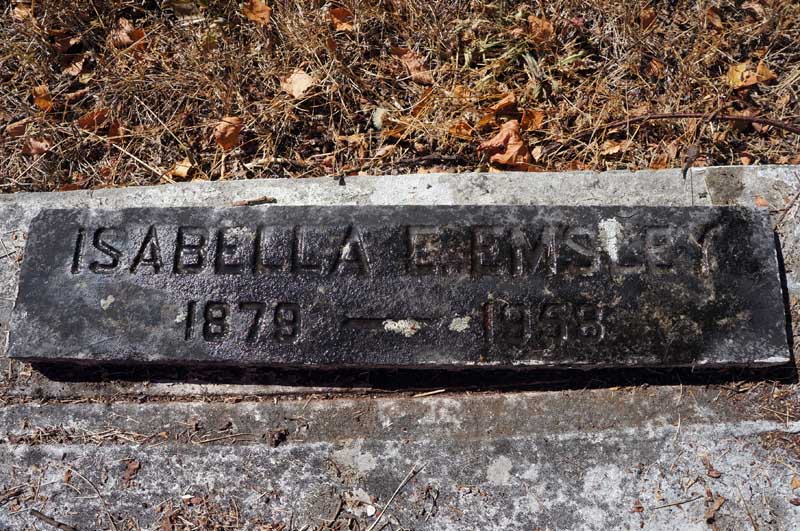 ISABELLA E. EMSLEY
1879 — 1958